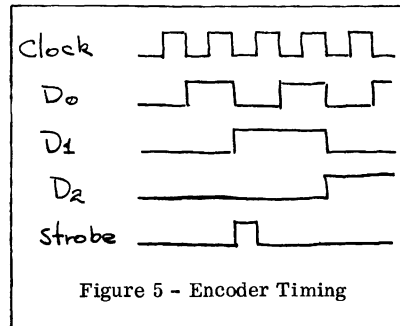 Clock
D0
D1
D2
Strobe
Figure 5 - Encoder Timing